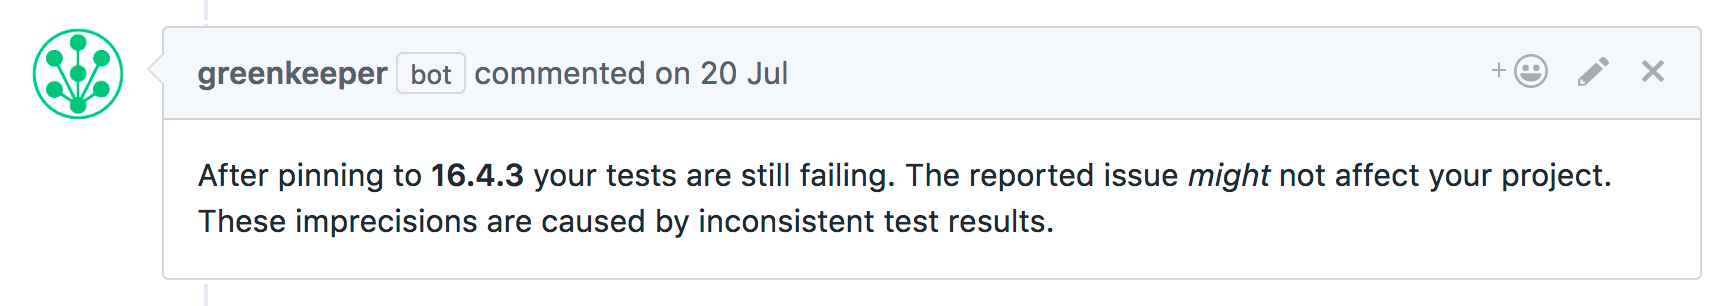 greenkeeper bot commented on 20 Jul
After pinning to 16.4.3 your tests are still failing. The reported issue might not affect your project.
These imprecisions are caused by inconsistent test results.